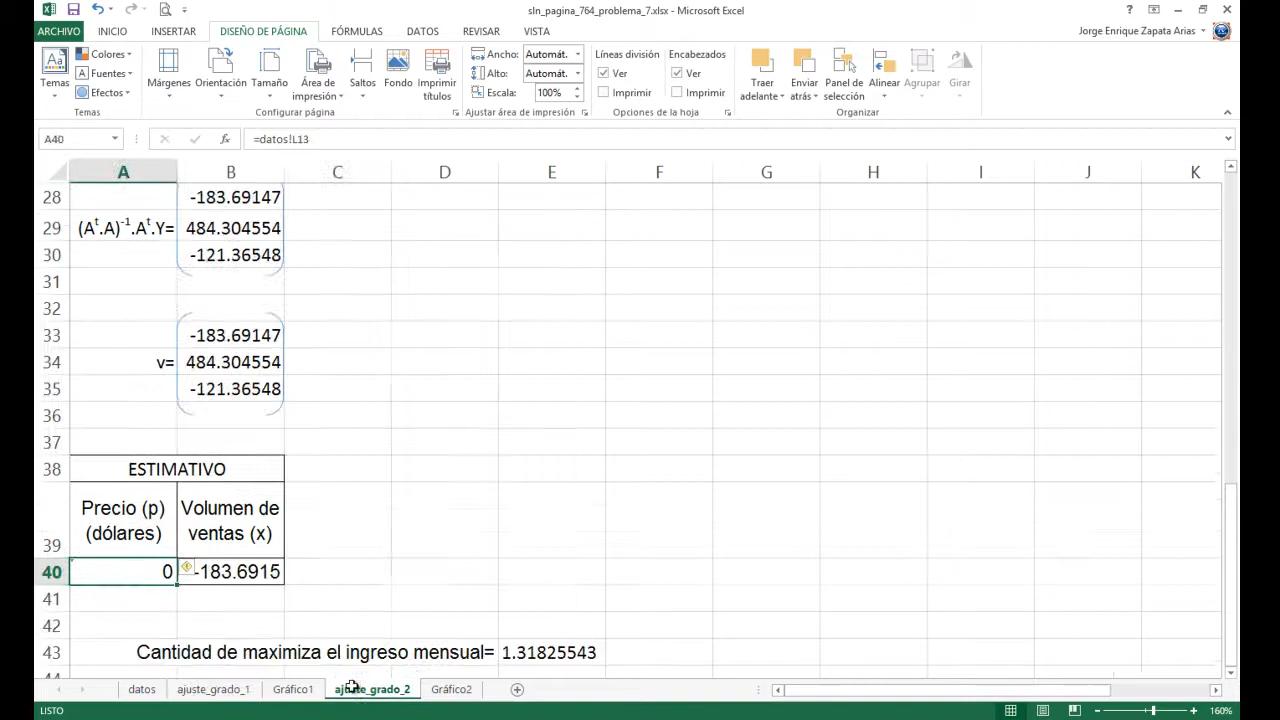 sln_pagina_764_problema_7.xlsx - Microsoft Excel
ARCHIVO INICIO INSERTAR DISEÑO DE PÁGINA FÓRMULAS DATOS REVISAR VISTA Jorge Enrique Zapata Arias
Colores Ancho: Automát. Líneas división Encabezados
Aa Fuentes Alto: Automát. Ver Ver
Temas Efectos Márgenes Orientación Tamaño Área de impresión Saltos Fondo Imprimir títulos Escala: 100% Imprimir Imprimir Traer adelante Enviar atrás Panel de selección Alinear Agrupar Girar
Temas Configurar página Ajustar área de impresión Opciones de la hoja Organizar
A40 fx =datos!L13
A B C D E F G H I J K
28 -183.69147
29 (Aᵗ.A)⁻¹.Aᵗ.Y= 484.304554
30 -121.36548
31
32
33 -183.69147
34 v= 484.304554
35 -121.36548
36
37
38 ESTIMATIVO
Precio (p) Volumen de
(dólares) ventas (x)
39
40 0 -183.6915
41
42
43 Cantidad de maximiza el ingreso mensual= 1.31825543
44
datos ajuste_grado_1 Gráfico1 ajuste_grado_2 Gráfico2
LISTO 160%